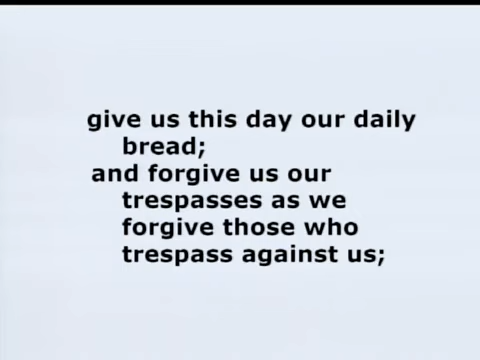 give us this day our daily
bread;
and forgive us our
trespasses as we
forgive those who
trespass against us;